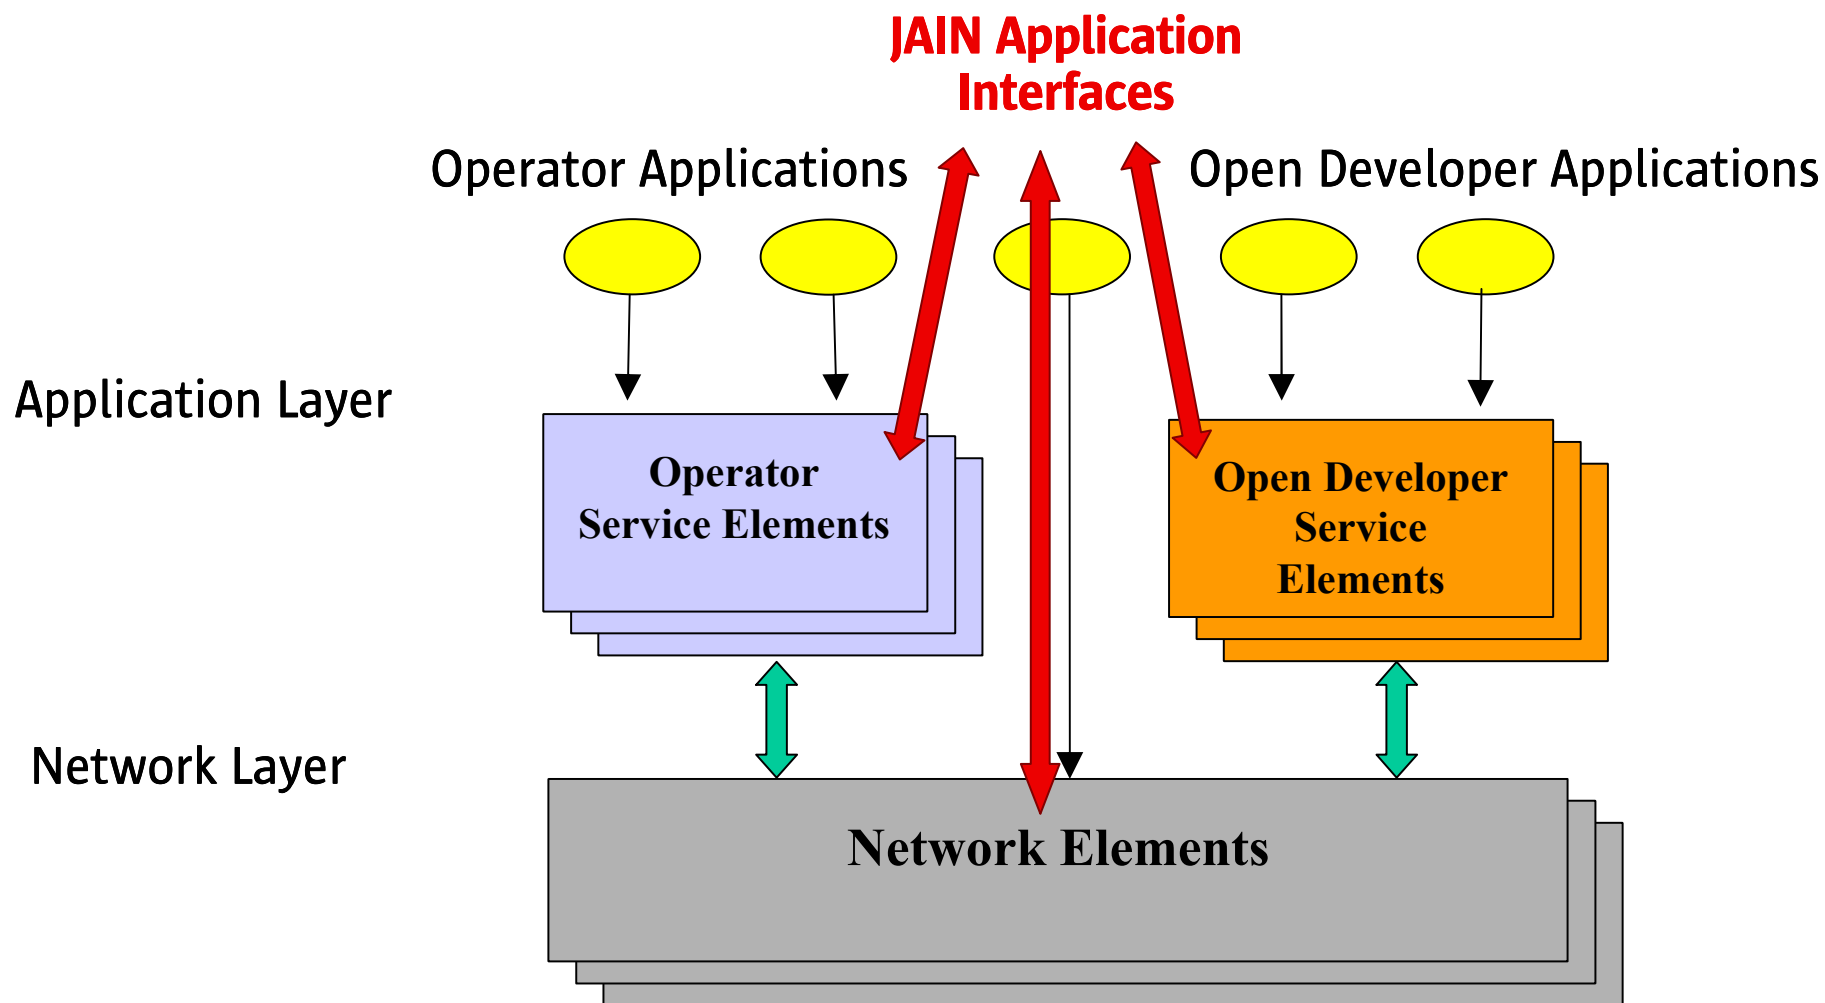 JAIN Application
Interfaces
Operator Applications
Open Developer Applications
Application Layer
Operator
Service Elements
Open Developer
Service
Elements
Network Layer
Network Elements